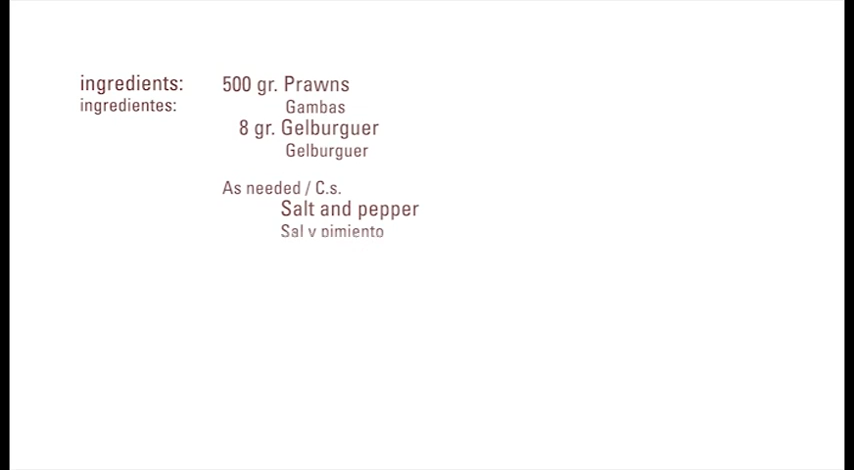 ingredients: 500 gr. Prawns
ingredientes: Gambas
8 gr. Gelburguer
Gelburguer
As needed / C.s.
Salt and pepper
Sal y pimiento